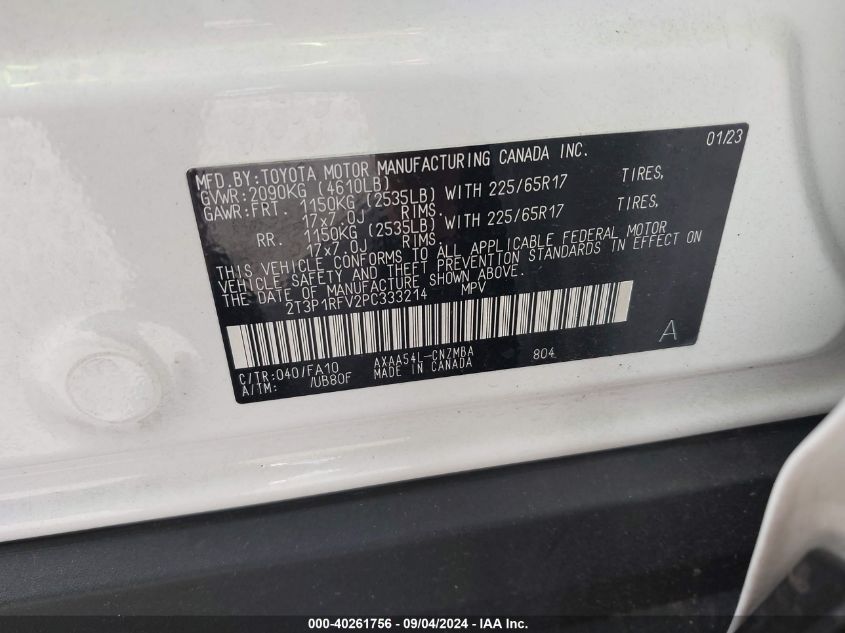 01/23
MFD.BY:TOYOTA MOTOR MANUFACTURING CANADA INC.
GVWR:2090KG (4610LB)
GAWR:FRT. 1150KG (2535LB) WITH 225/65R17 TIRES,
17x7.0J RIMS.
RR. 1150KG (2535LB) WITH 225/65R17 TIRES,
17x7.0J RIMS.
THIS VEHICLE CONFORMS TO ALL APPLICABLE FEDERAL MOTOR
VEHICLE SAFETY AND THEFT PREVENTION STANDARDS IN EFFECT ON
THE DATE OF MANUFACTURE SHOWN ABOVE.
2T3P1RFV2PC333214 MPV
A
C/TR:040/FA10 AXAA54L-CNZMBA 804
A/TM: /UB80F MADE IN CANADA
000-40261756 - 09/04/2024 - IAA Inc.